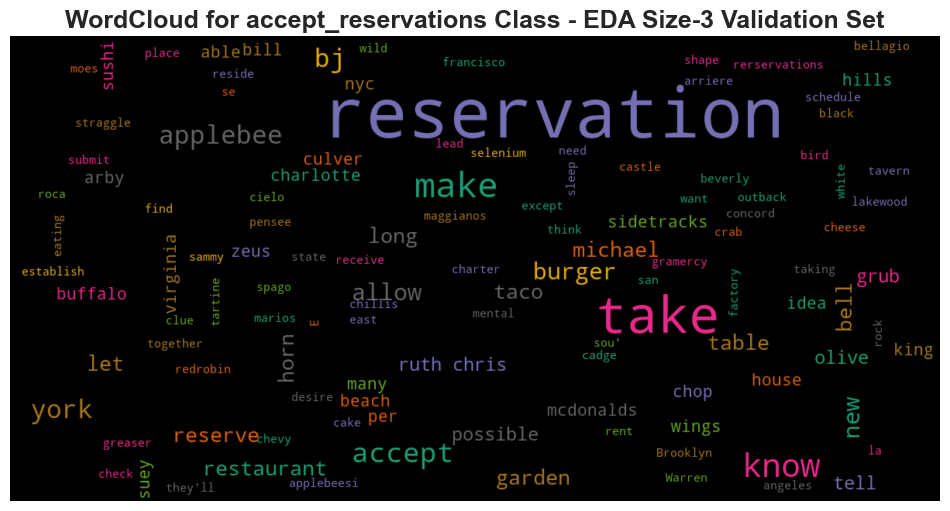 WordCloud for accept_reservations Class - EDA Size-3 Validation Set
sushi
place
able
bill
bj
wild
bellagio
moes
reside
francisco
shape
rerservations
se
nyc
arriere
hills
schedule
black
reservation
straggle
applebee
lead
selenium
need
bird
submit
culver
castle
tavern
arby
charlotte
make
sleep
beverly
white
roca
cielo
want
outback
lakewood
find
maggianos
except
concord
eating
pensee
think
sidetracks
crab
cheese
long
michael
virginia
sammy
zeus
state
receive
charter
burger
gramercy
taking
grub
establish
san
factory
buffalo
tartine
spago
allow
taco
idea
bell
chillis
clue
marios
E
east
mental
take
rock
together
horn
sou'
cadge
table
king
let
redrobin
ruth chris
olive
many
house
york
desire
beach
chop
per
mcdonalds
new
cake
wings
greaser
reserve
chevy
possible
rent
Brooklyn
la
check
suey
restaurant
accept
know
they'll
applebeesi
garden
Warren
angeles
tell